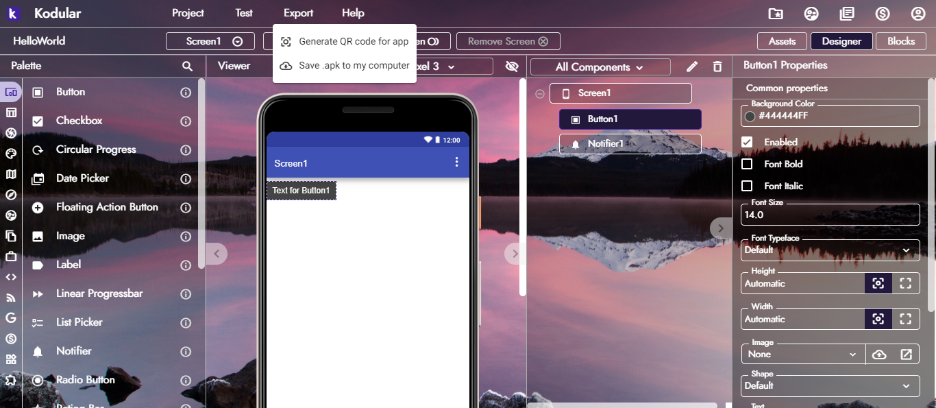 Kodular
Project
Test
Export
Help
HelloWorld
Screen1
Generate QR code for app
Save .apk to my computer
Remove Screen
Assets
Designer
Blocks
Palette
Viewer
All Components
Button1 Properties
Button
Checkbox
Circular Progress
Date Picker
Floating Action Button
Image
Label
Linear Progressbar
List Picker
Notifier
Radio Button
12:00
Screen1
Text for Button1
Screen1
Button1
Notifier1
Common properties
Background Color
#444444FF
Enabled
Font Bold
Font Italic
Font Size
14.0
Font Typeface
Default
Height
Automatic
Width
Automatic
Image
None
Shape
Default